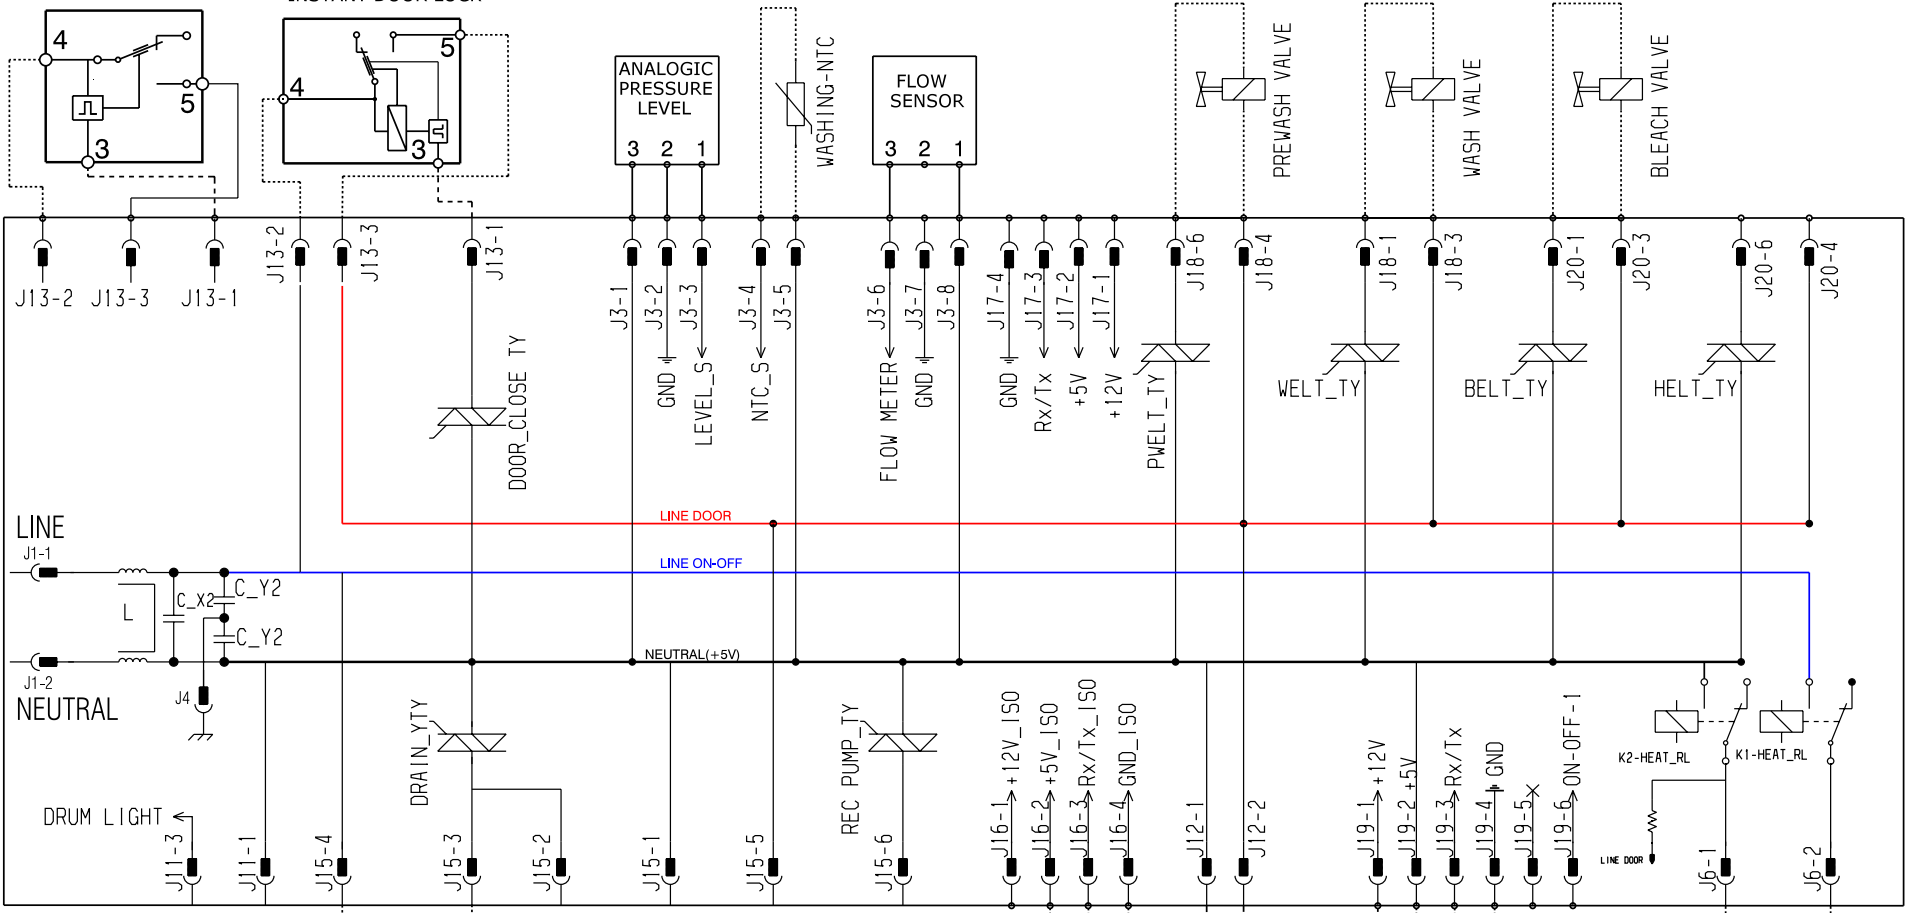 4
5
3
4
5
3
ANALOGIC
PRESSURE
LEVEL
3 2 1
WASHING-NTC
FLOW
SENSOR
3 2 1
PREWASH VALVE
WASH VALVE
BLEACH VALVE
J13-2
J13-3
J13-1
J13-2
J13-3
J13-1
J3-1
J3-2
J3-3
J3-4
J3-5
J3-6
J3-7
J3-8
J17-4
J17-3
J17-2
J17-1
J18-6
J18-4
J18-1
J18-3
J20-1
J20-3
J20-6
J20-4
DOOR_CLOSE TY
GND
LEVEL_S
NTC_S
FLOW METER
GND
GND
Rx/Tx
+5V
+12V
PWELT_TY
WELT_TY
BELT_TY
HELT_TY
LINE DOOR
LINE
J1-1
LINE ON-OFF
C_X2
C_Y2
L
C_Y2
NEUTRAL(+5V)
J1-2
NEUTRAL
J4
DRAIN_YTY
REC PUMP_TY
+12V_ISO
+5V_ISO
Rx/Tx_ISO
GND_ISO
+12V
+5V
Rx/Tx
GND
ON-OFF-1
K2-HEAT_RL
K1-HEAT_RL
DRUM LIGHT
LINE DOOR
J11-3
J11-1
J15-4
J15-3
J15-2
J15-1
J15-5
J15-6
J16-1
J16-2
J16-3
J16-4
J12-1
J12-2
J19-1
J19-2
J19-3
J19-4
J19-5
J19-6
J6-1
J6-2